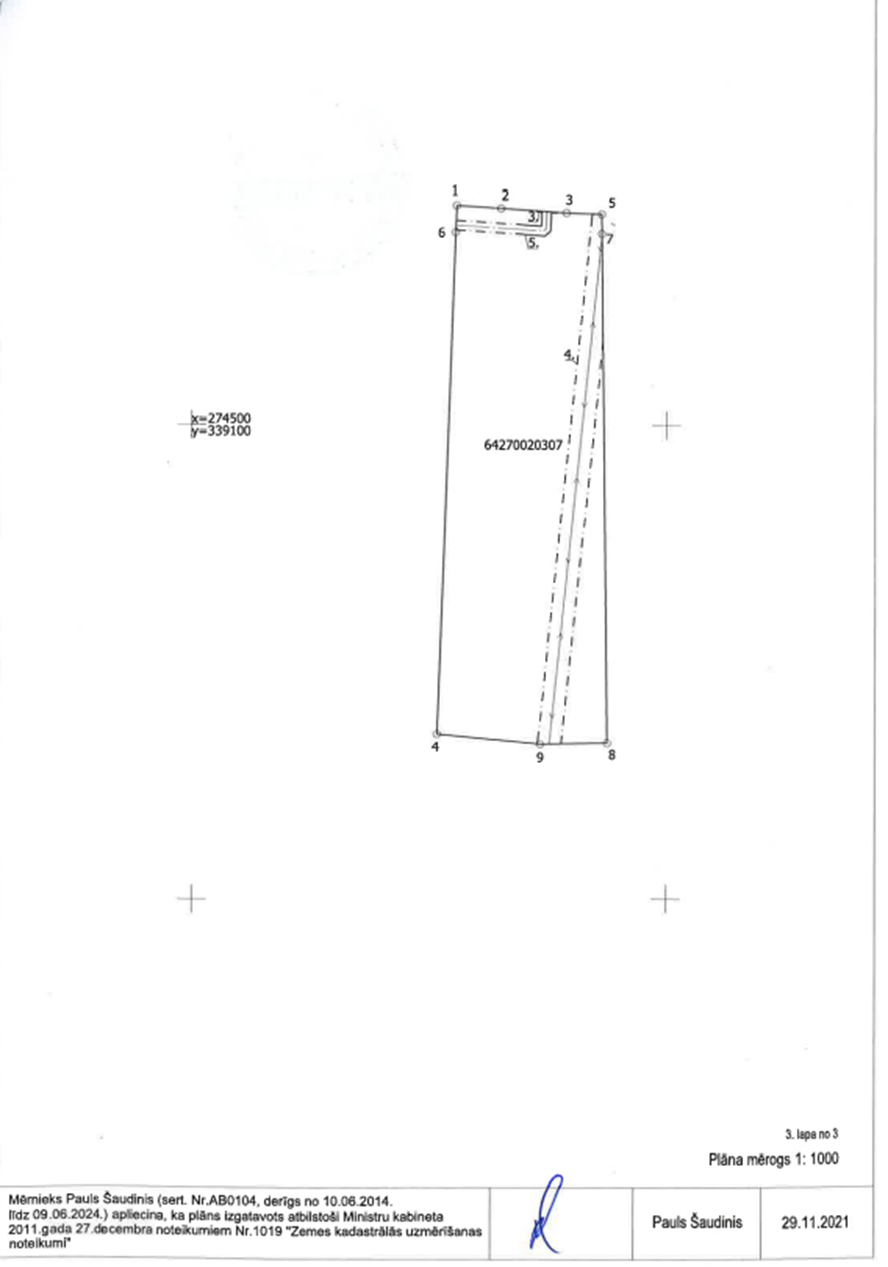 1
2
3
5
3.
6
5.
7
4.
x=274500
y=339100
64270020307
4
9
8
3. lapa no 3
Plāna mērogs 1: 1000
Mērnieks Pauls Šaudinis (sert. Nr.AB0104, derīgs no 10.06.2014.
līdz 09.06.2024.) apliecina, ka plāns izgatavots atbilstoši Ministru kabineta
2011.gada 27.decembra noteikumiem Nr.1019 "Zemes kadastrālās uzmērīšanas
noteikumi"
Pauls Šaudinis
29.11.2021